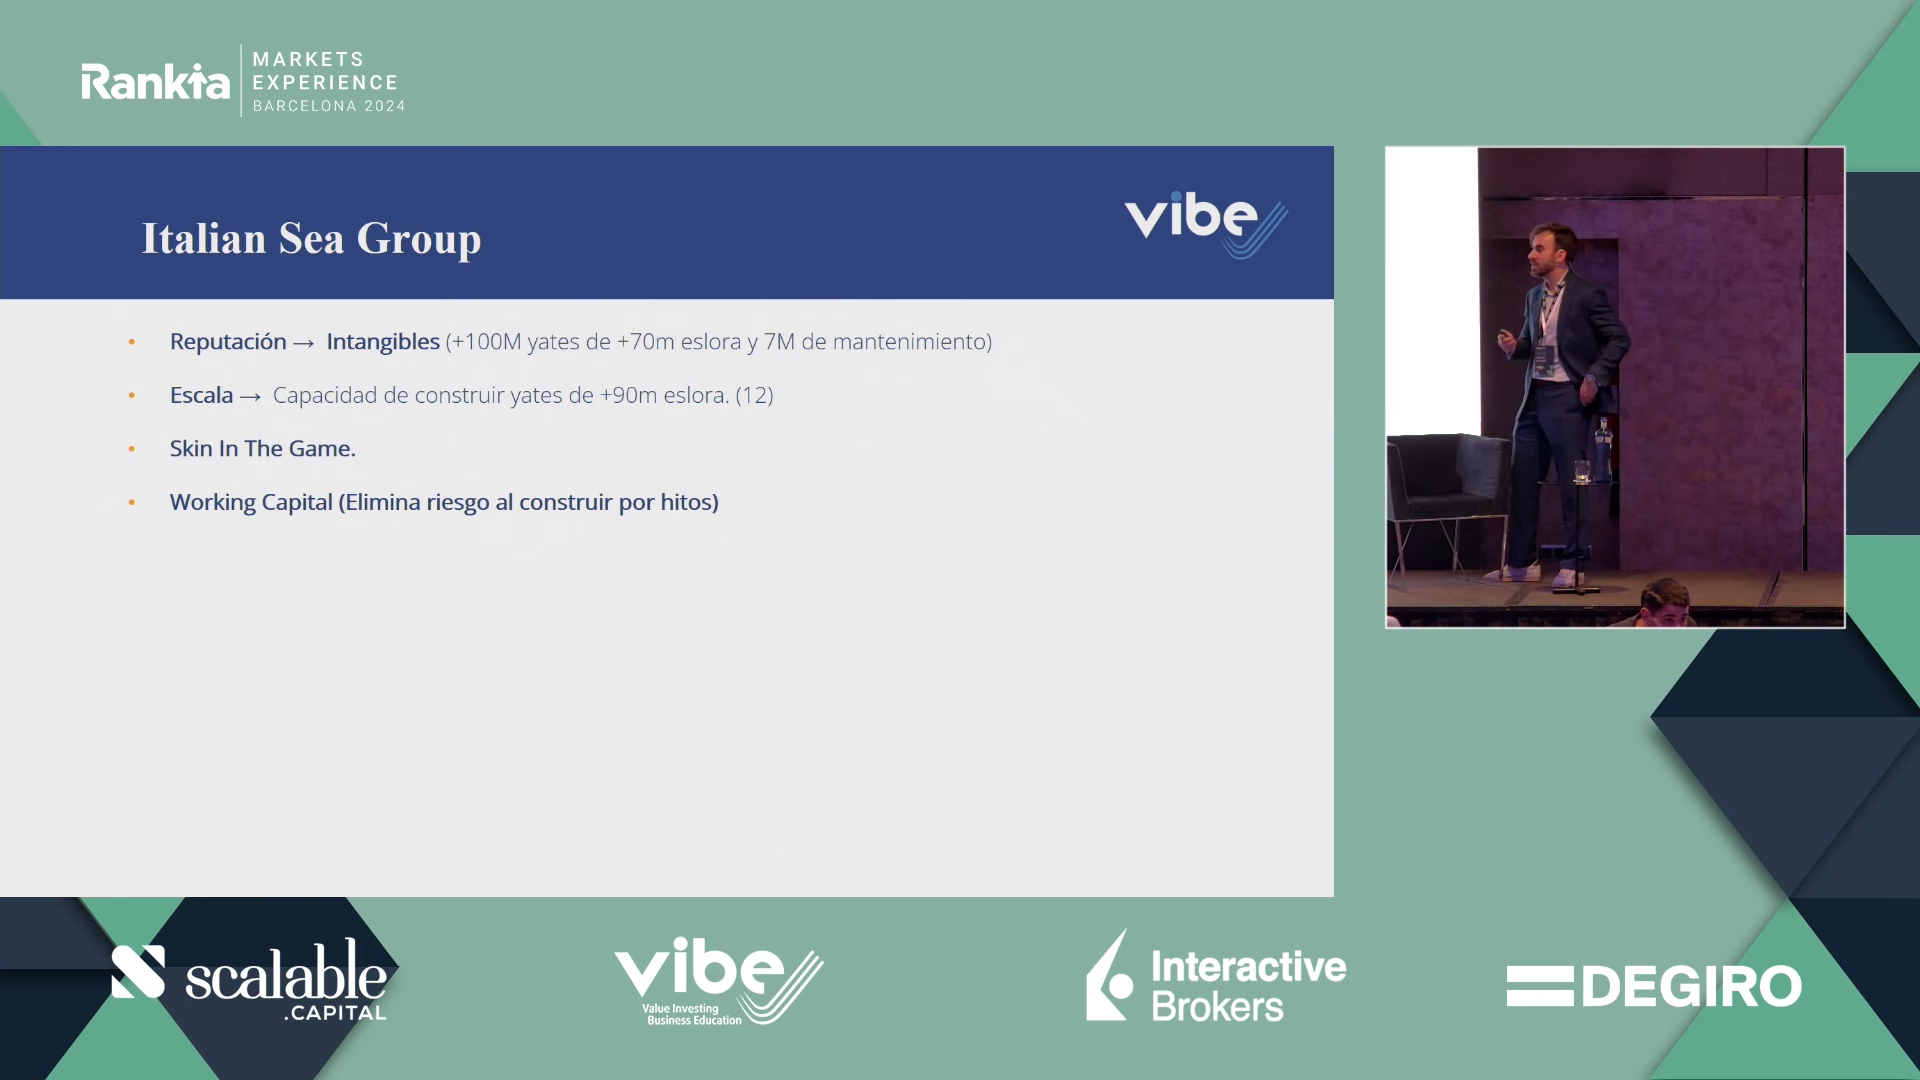 Rankia
MARKETS
EXPERIENCE
BARCELONA 2024
Italian Sea Group
vibe
• Reputación → Intangibles (+100M yates de +70m eslora y 7M de mantenimiento)
• Escala → Capacidad de construir yates de +90m eslora. (12)
• Skin In The Game.
• Working Capital (Elimina riesgo al construir por hitos)
scalable
.CAPITAL
vibe
Value Investing
Business Education
Interactive
Brokers
DEGIRO